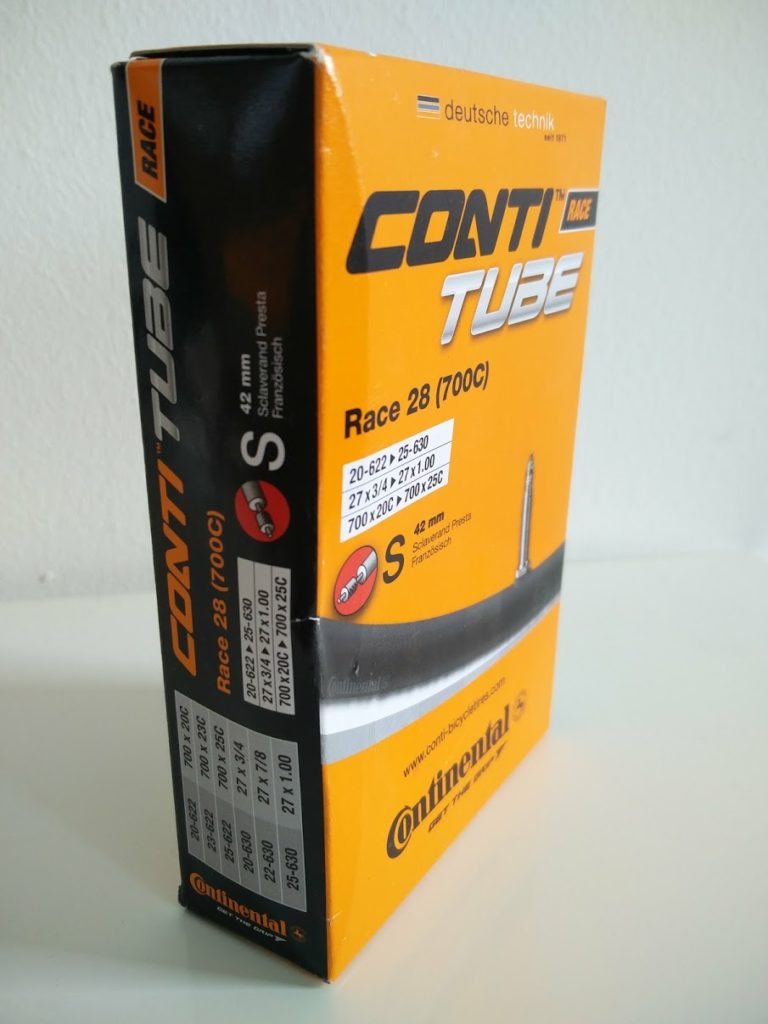 deutsche technik
seit 1871
CONTI™ RACE
TUBE
Race 28 (700C)
20-622 ▸ 25-630
27 x 3/4 ▸ 27 x 1.00
700 x 20C ▸ 700 x 25C
S 42 mm
Sclaverand Presta
Französisch
Continental
www.conti-bicycletires.com
Continental
GET THE GRIP
CONTI™ TUBE RACE
Race 28 (700C)
20-622 ▸ 25-630
27 x 3/4 ▸ 27 x 1.00
700 x 20C ▸ 700 x 25C
S 42 mm
Sclaverand Presta
Französisch
20-622 700 x 20C
23-622 700 x 23C
25-622 700 x 25C
20-630 27 x 3/4
22-630 27 x 7/8
25-630 27 x 1.00
Continental
GET THE GRIP